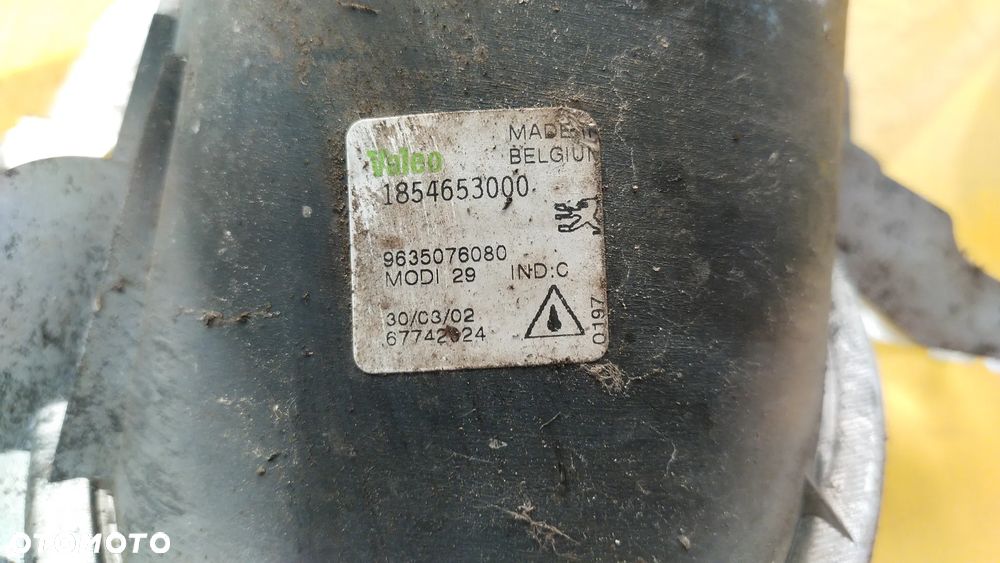 MADE IN
BELGIUM
Valeo
1854653000
9635076080
MODI 29 IND:C
30/03/02
0197
OTOMOTO